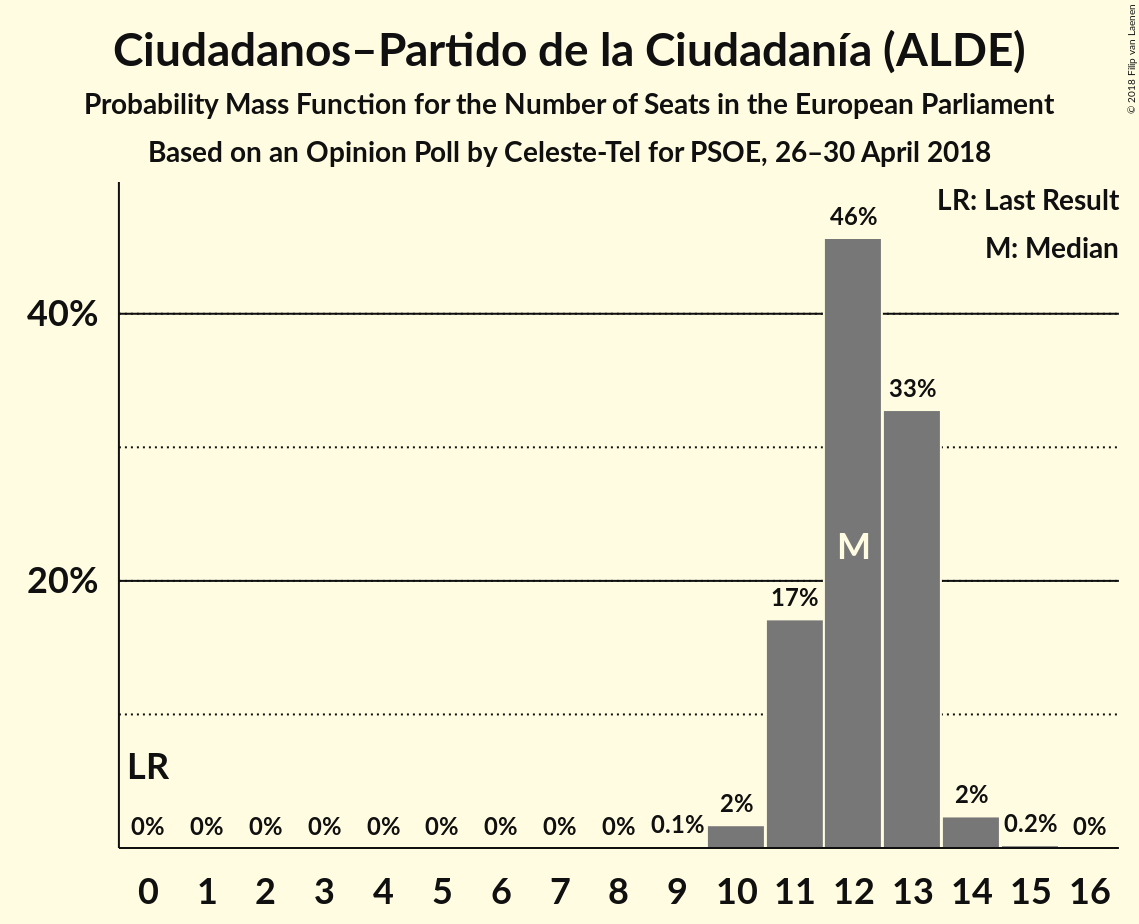 Ciudadanos–Partido de la Ciudadanía (ALDE)
Probability Mass Function for the Number of Seats in the European Parliament
Based on an Opinion Poll by Celeste-Tel for PSOE, 26–30 April 2018
© 2018 Filip van Laenen
LR: Last Result
M: Median
46%
40%
33%
M
20%
17%
LR
2%
2%
0% 0% 0% 0% 0% 0% 0% 0% 0% 0.1% 0.2% 0%
0 1 2 3 4 5 6 7 8 9 10 11 12 13 14 15 16